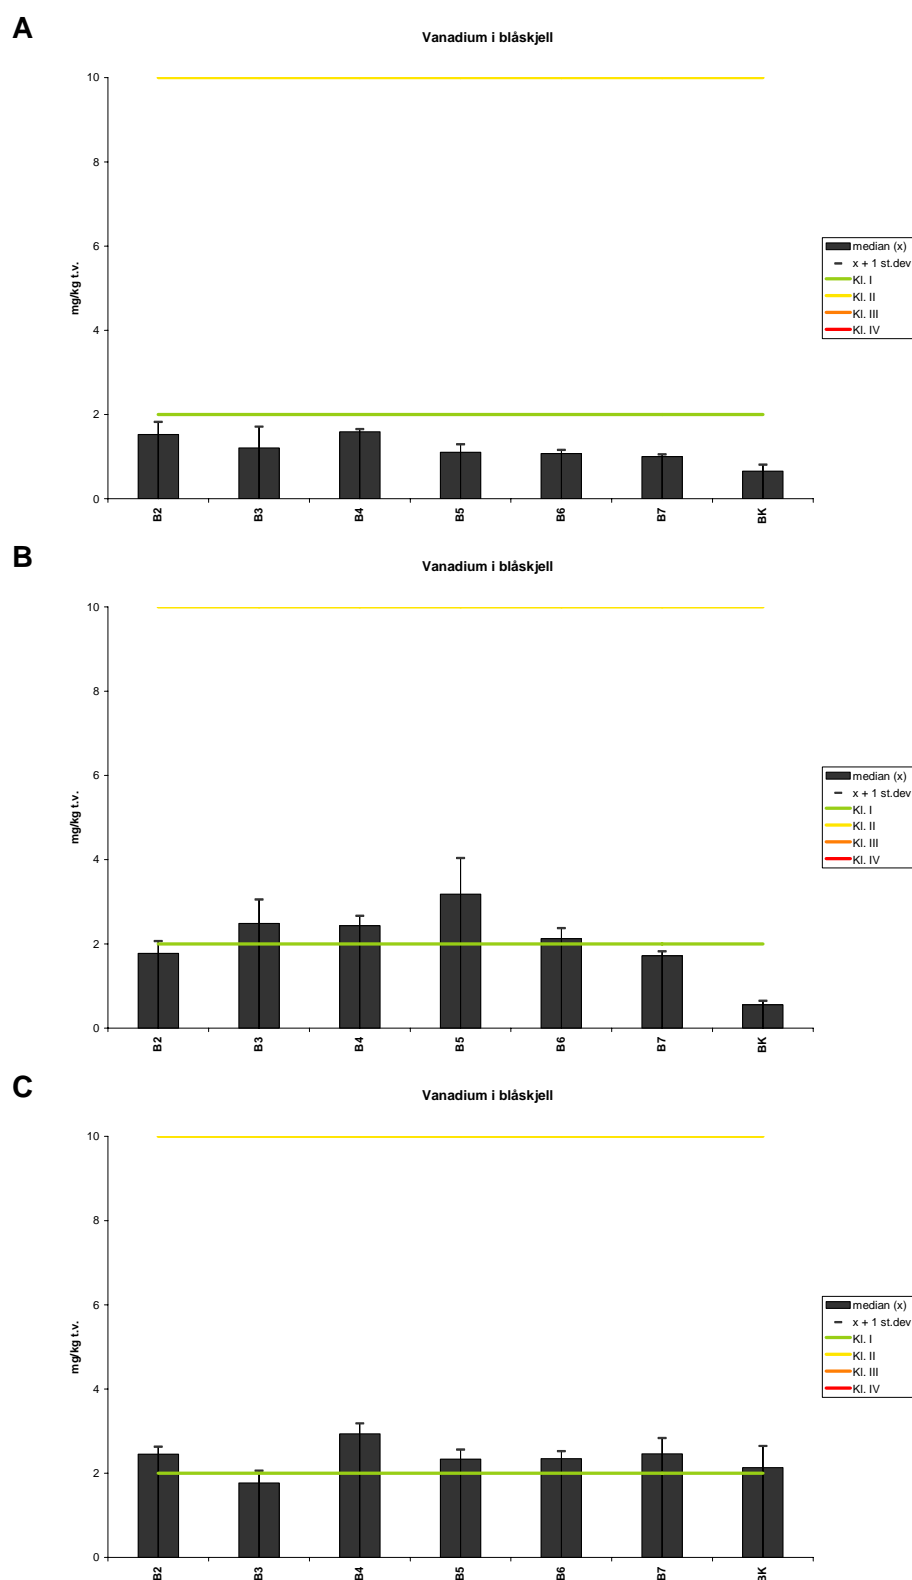 A
Vanadium i blåskjell
10
8
6
4
2
0
mg/kg t.v.
B2
B3
B4
B5
B6
B7
BK
median (x)
x + 1 st.dev
Kl. I
Kl. II
Kl. III
Kl. IV
B
Vanadium i blåskjell
10
8
6
4
2
0
mg/kg t.v.
B2
B3
B4
B5
B6
B7
BK
median (x)
x + 1 st.dev
Kl. I
Kl. II
Kl. III
Kl. IV
C
Vanadium i blåskjell
10
8
6
4
2
0
mg/kg t.v.
B2
B3
B4
B5
B6
B7
BK
median (x)
x + 1 st.dev
Kl. I
Kl. II
Kl. III
Kl. IV